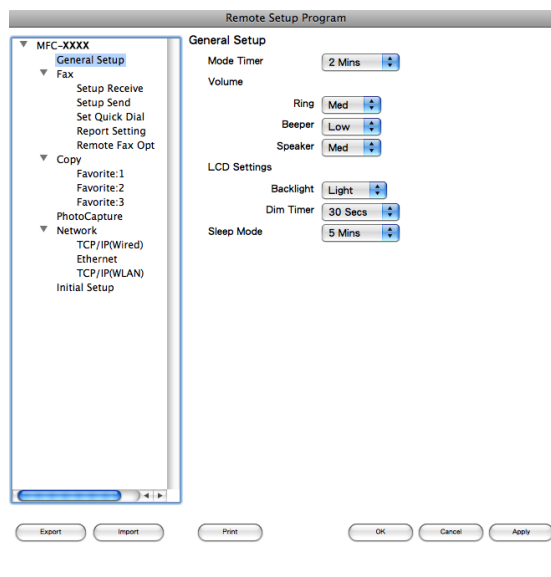 Remote Setup Program
MFC-XXXX
General Setup
Fax
Setup Receive
Setup Send
Set Quick Dial
Report Setting
Remote Fax Opt
Copy
Favorite:1
Favorite:2
Favorite:3
PhotoCapture
Network
TCP/IP(Wired)
Ethernet
TCP/IP(WLAN)
Initial Setup
General Setup
Mode Timer 2 Mins
Volume
Ring Med
Beeper Low
Speaker Med
LCD Settings
Backlight Light
Dim Timer 30 Secs
Sleep Mode 5 Mins
Export Import Print OK Cancel Apply